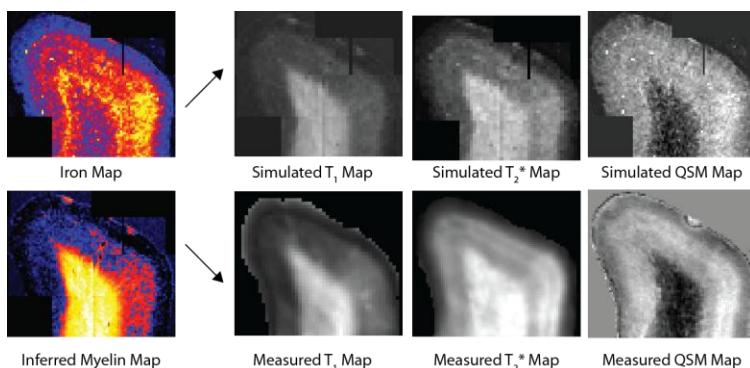 Iron Map
Simulated T₁ Map
Simulated T₂* Map
Simulated QSM Map
Inferred Myelin Map
Measured T₁ Map
Measured T₂* Map
Measured QSM Map